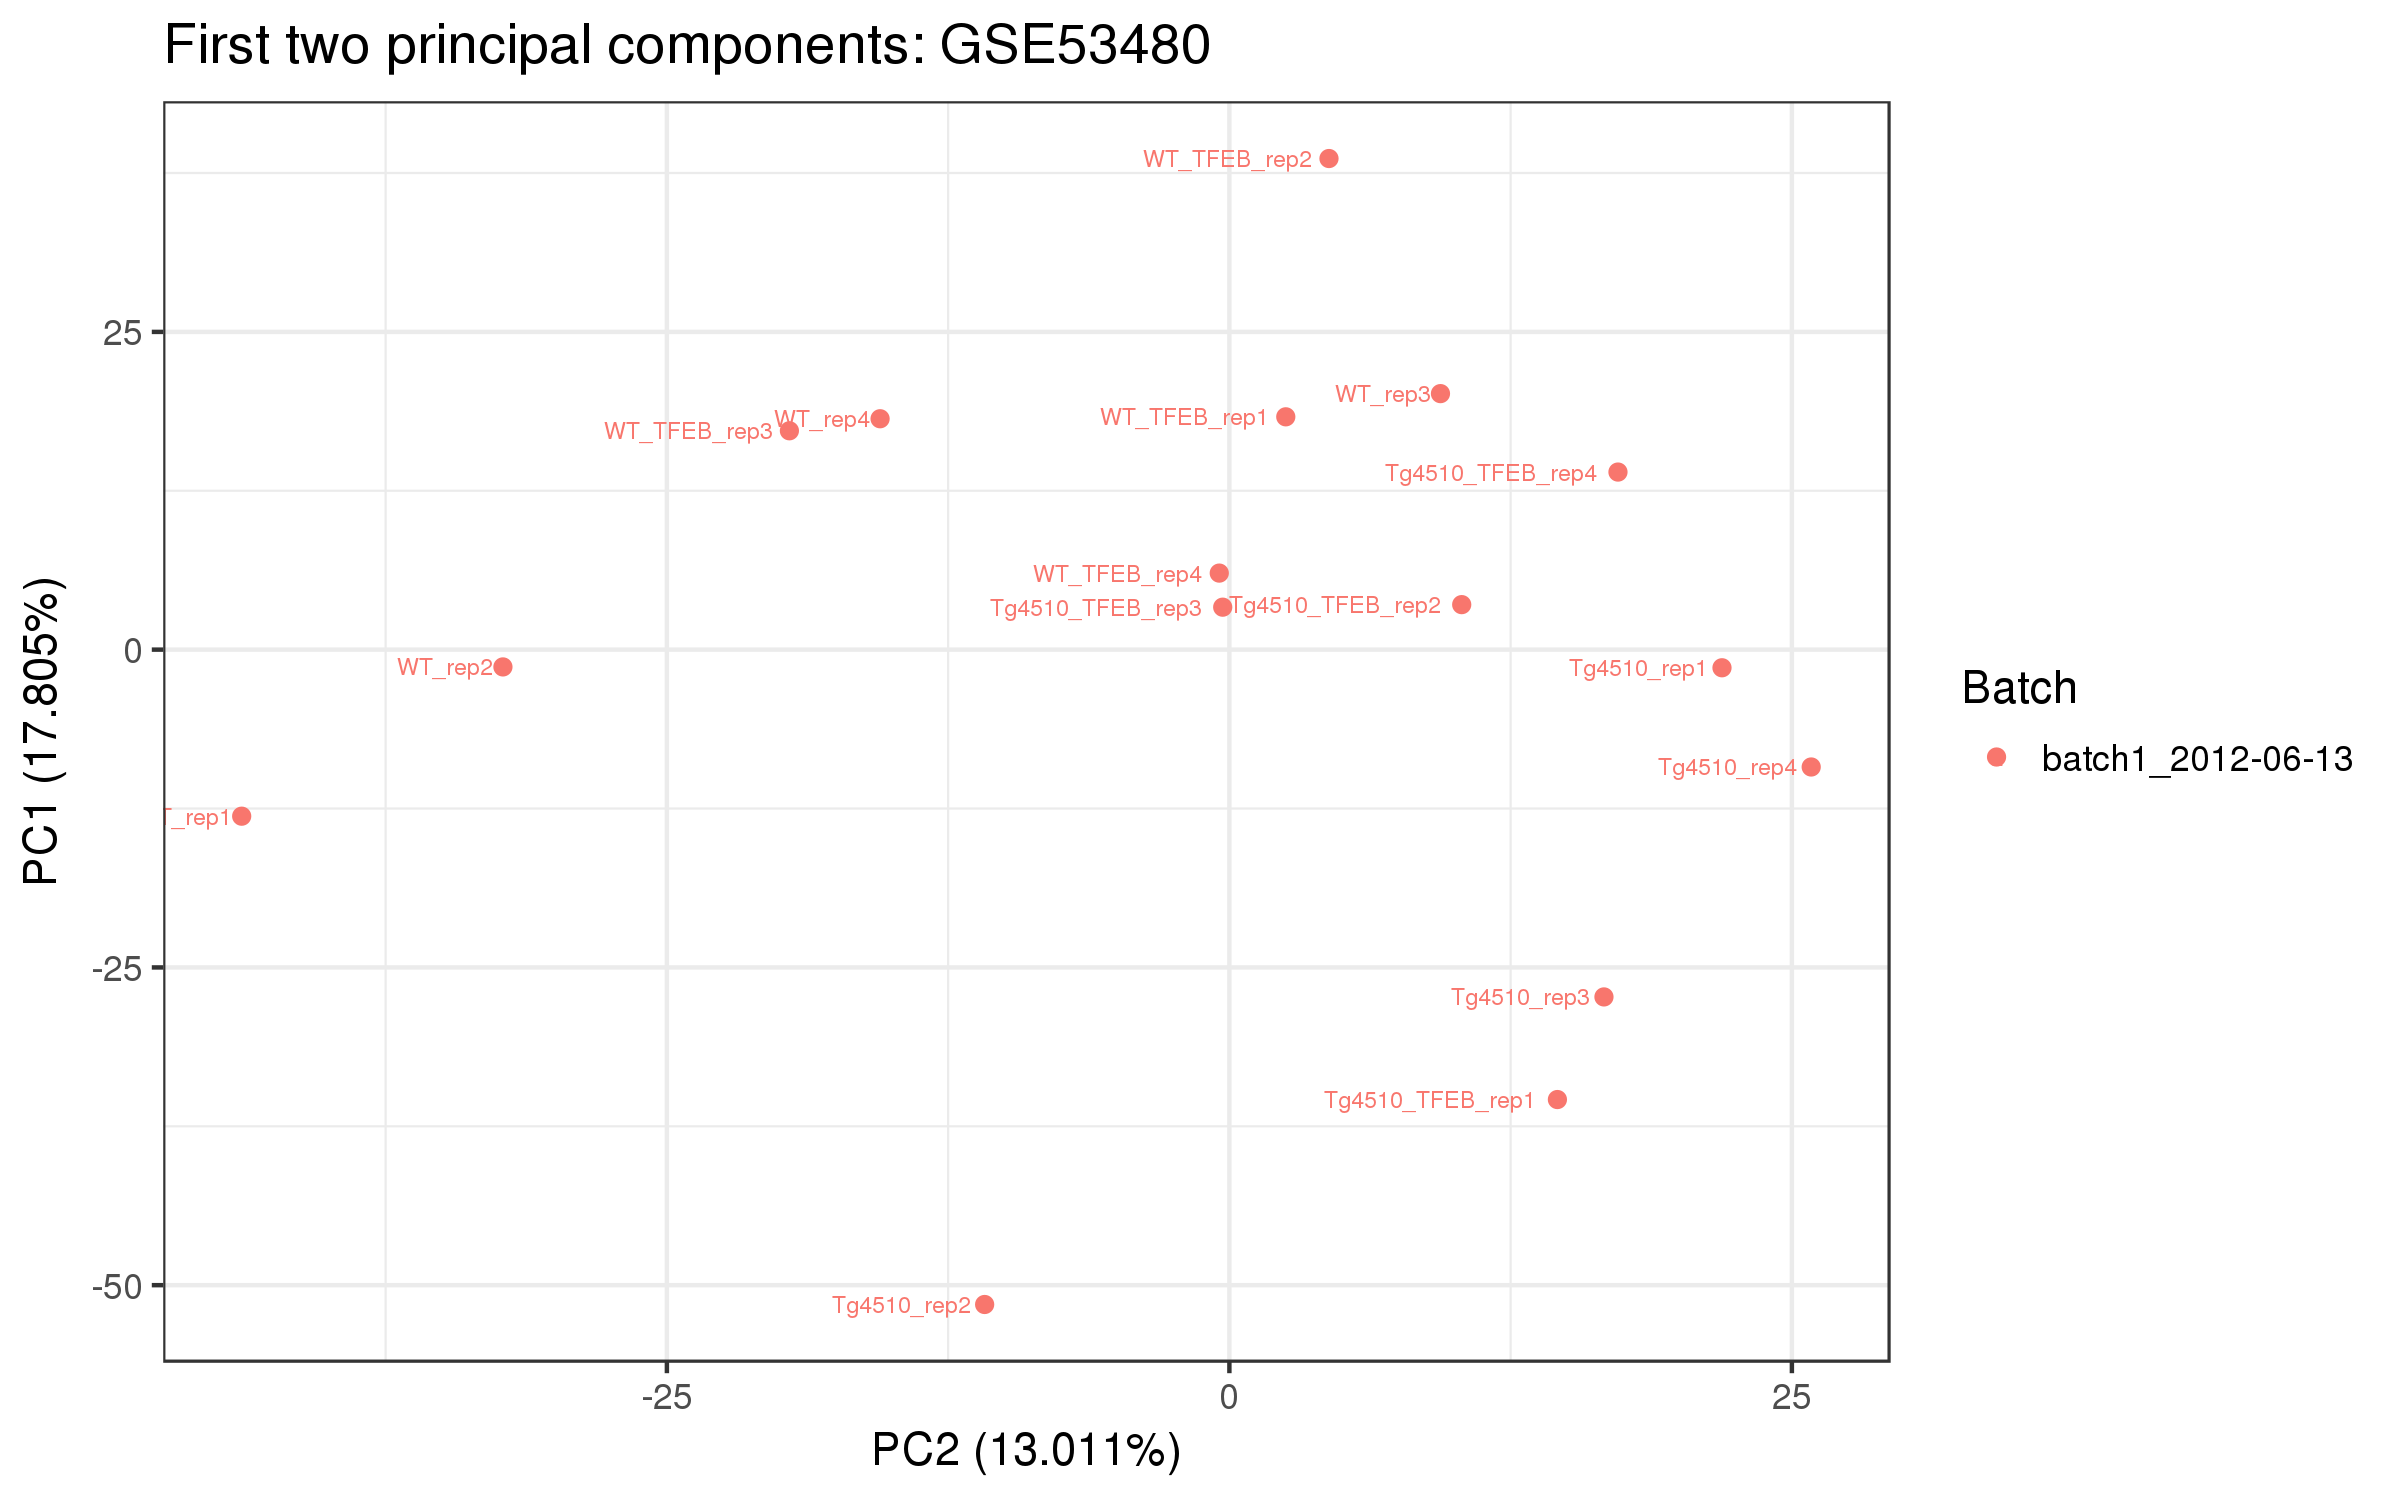 First two principal components: GSE53480
WT_TFEB_rep2
25
WT_rep3
WT_TFEB_rep1
WT_rep4
WT_TFEB_rep3
Tg4510_TFEB_rep4
WT_TFEB_rep4
Tg4510_TFEB_rep3
Tg4510_TFEB_rep2
0
WT_rep2
Tg4510_rep1
Tg4510_rep4
_rep1
-25
Tg4510_rep3
Tg4510_TFEB_rep1
-50
Tg4510_rep2
-25 0 25
PC2 (13.011%)
PC1 (17.805%)
Batch
batch1_2012-06-13